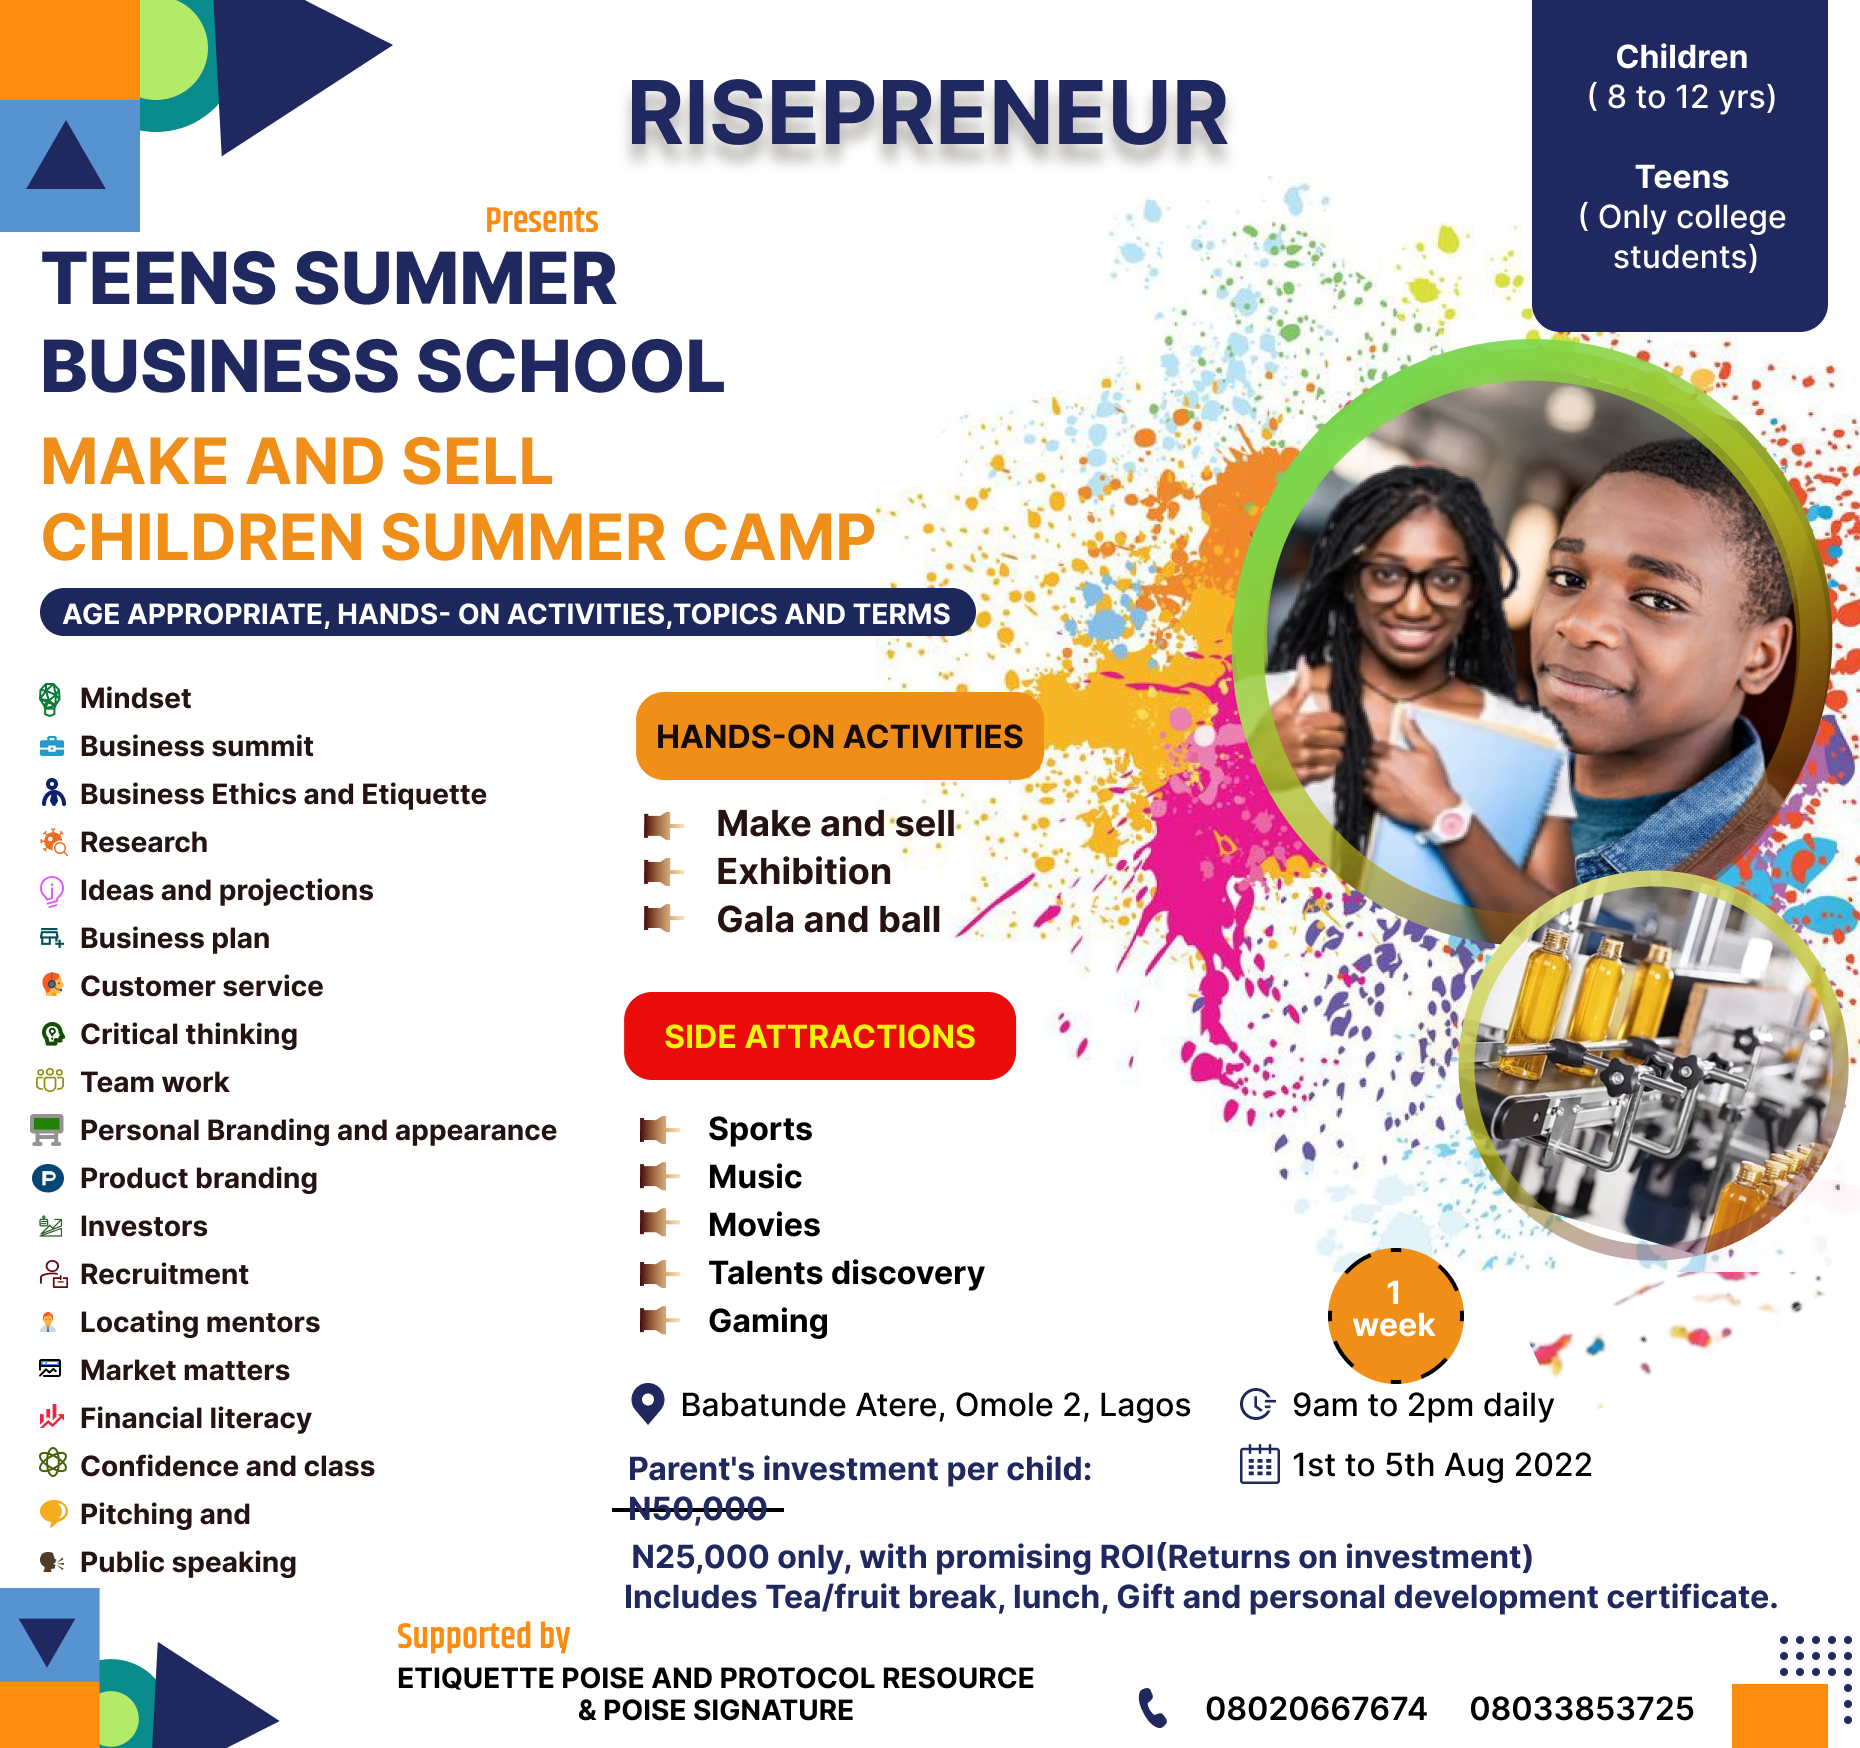 RISEPRENEUR
Children
( 8 to 12 yrs)
Teens
( Only college
students)
Presents
TEENS SUMMER
BUSINESS SCHOOL
MAKE AND SELL
CHILDREN SUMMER CAMP
AGE APPROPRIATE, HANDS- ON ACTIVITIES,TOPICS AND TERMS
Mindset
Business summit
Business Ethics and Etiquette
Research
Ideas and projections
Business plan
Customer service
Critical thinking
Team work
Personal Branding and appearance
P
Product branding
Investors
Recruitment
Locating mentors
Market matters
Financial literacy
Confidence and class
Pitching and
Public speaking
HANDS-ON ACTIVITIES
Make and sell
Exhibition
Gala and ball
SIDE ATTRACTIONS
Sports
Music
Movies
Talents discovery
Gaming
1
week
Babatunde Atere, Omole 2, Lagos
9am to 2pm daily
1st to 5th Aug 2022
Parent's investment per child:
N50,000
N25,000 only, with promising ROI(Returns on investment)
Includes Tea/fruit break, lunch, Gift and personal development certificate.
Supported by
ETIQUETTE POISE AND PROTOCOL RESOURCE
& POISE SIGNATURE
08020667674 08033853725